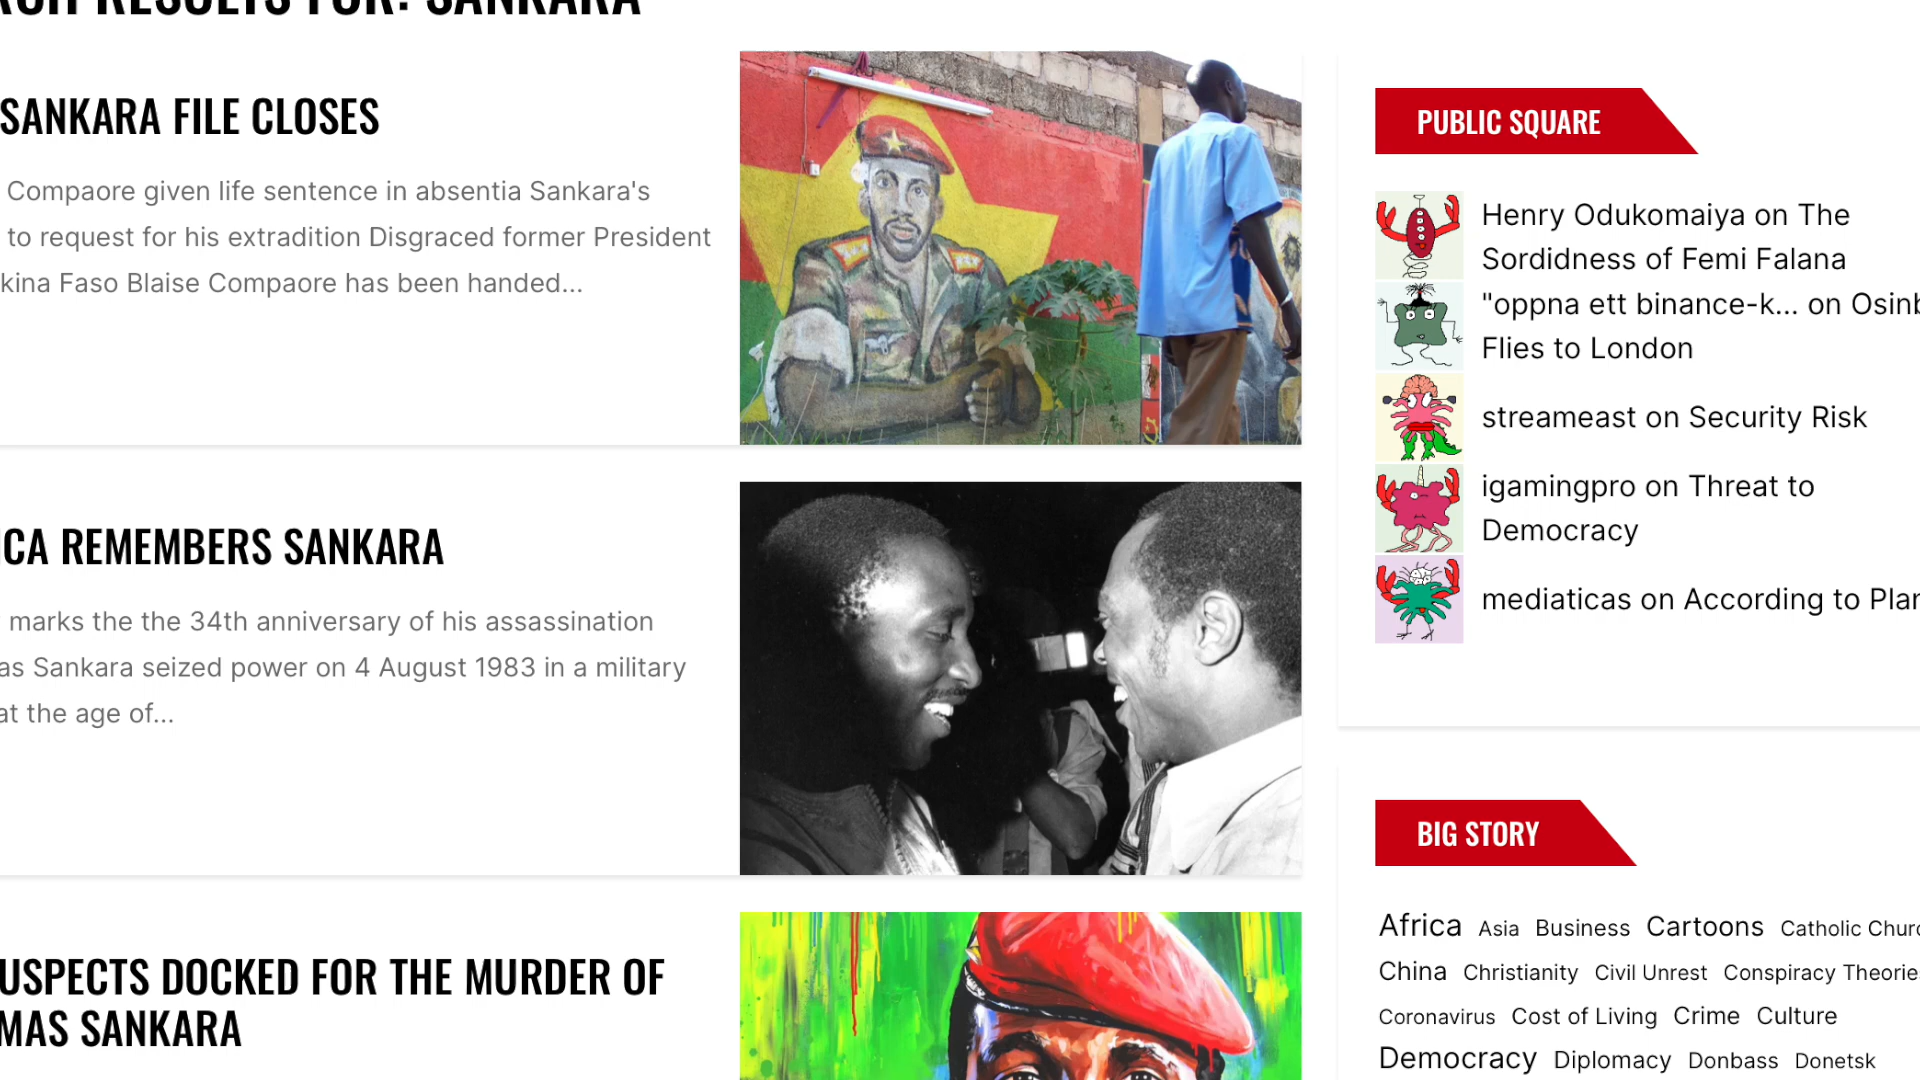 RESULTS FOR: SANKARA
SANKARA FILE CLOSES
Compaore given life sentence in absentia Sankara's
to request for his extradition Disgraced former President
kina Faso Blaise Compaore has been handed...
ICA REMEMBERS SANKARA
marks the the 34th anniversary of his assassination
as Sankara seized power on 4 August 1983 in a military
at the age of...
USPECTS DOCKED FOR THE MURDER OF
MAS SANKARA
PUBLIC SQUARE
Henry Odukomaiya on The
Sordidness of Femi Falana
"oppna ett binance-k... on Osinb
Flies to London
streameast on Security Risk
igamingpro on Threat to
Democracy
mediaticas on According to Plan
BIG STORY
Africa Asia Business Cartoons Catholic Churc
China Christianity Civil Unrest Conspiracy Theories
Coronavirus Cost of Living Crime Culture
Democracy Diplomacy Donbass Donetsk